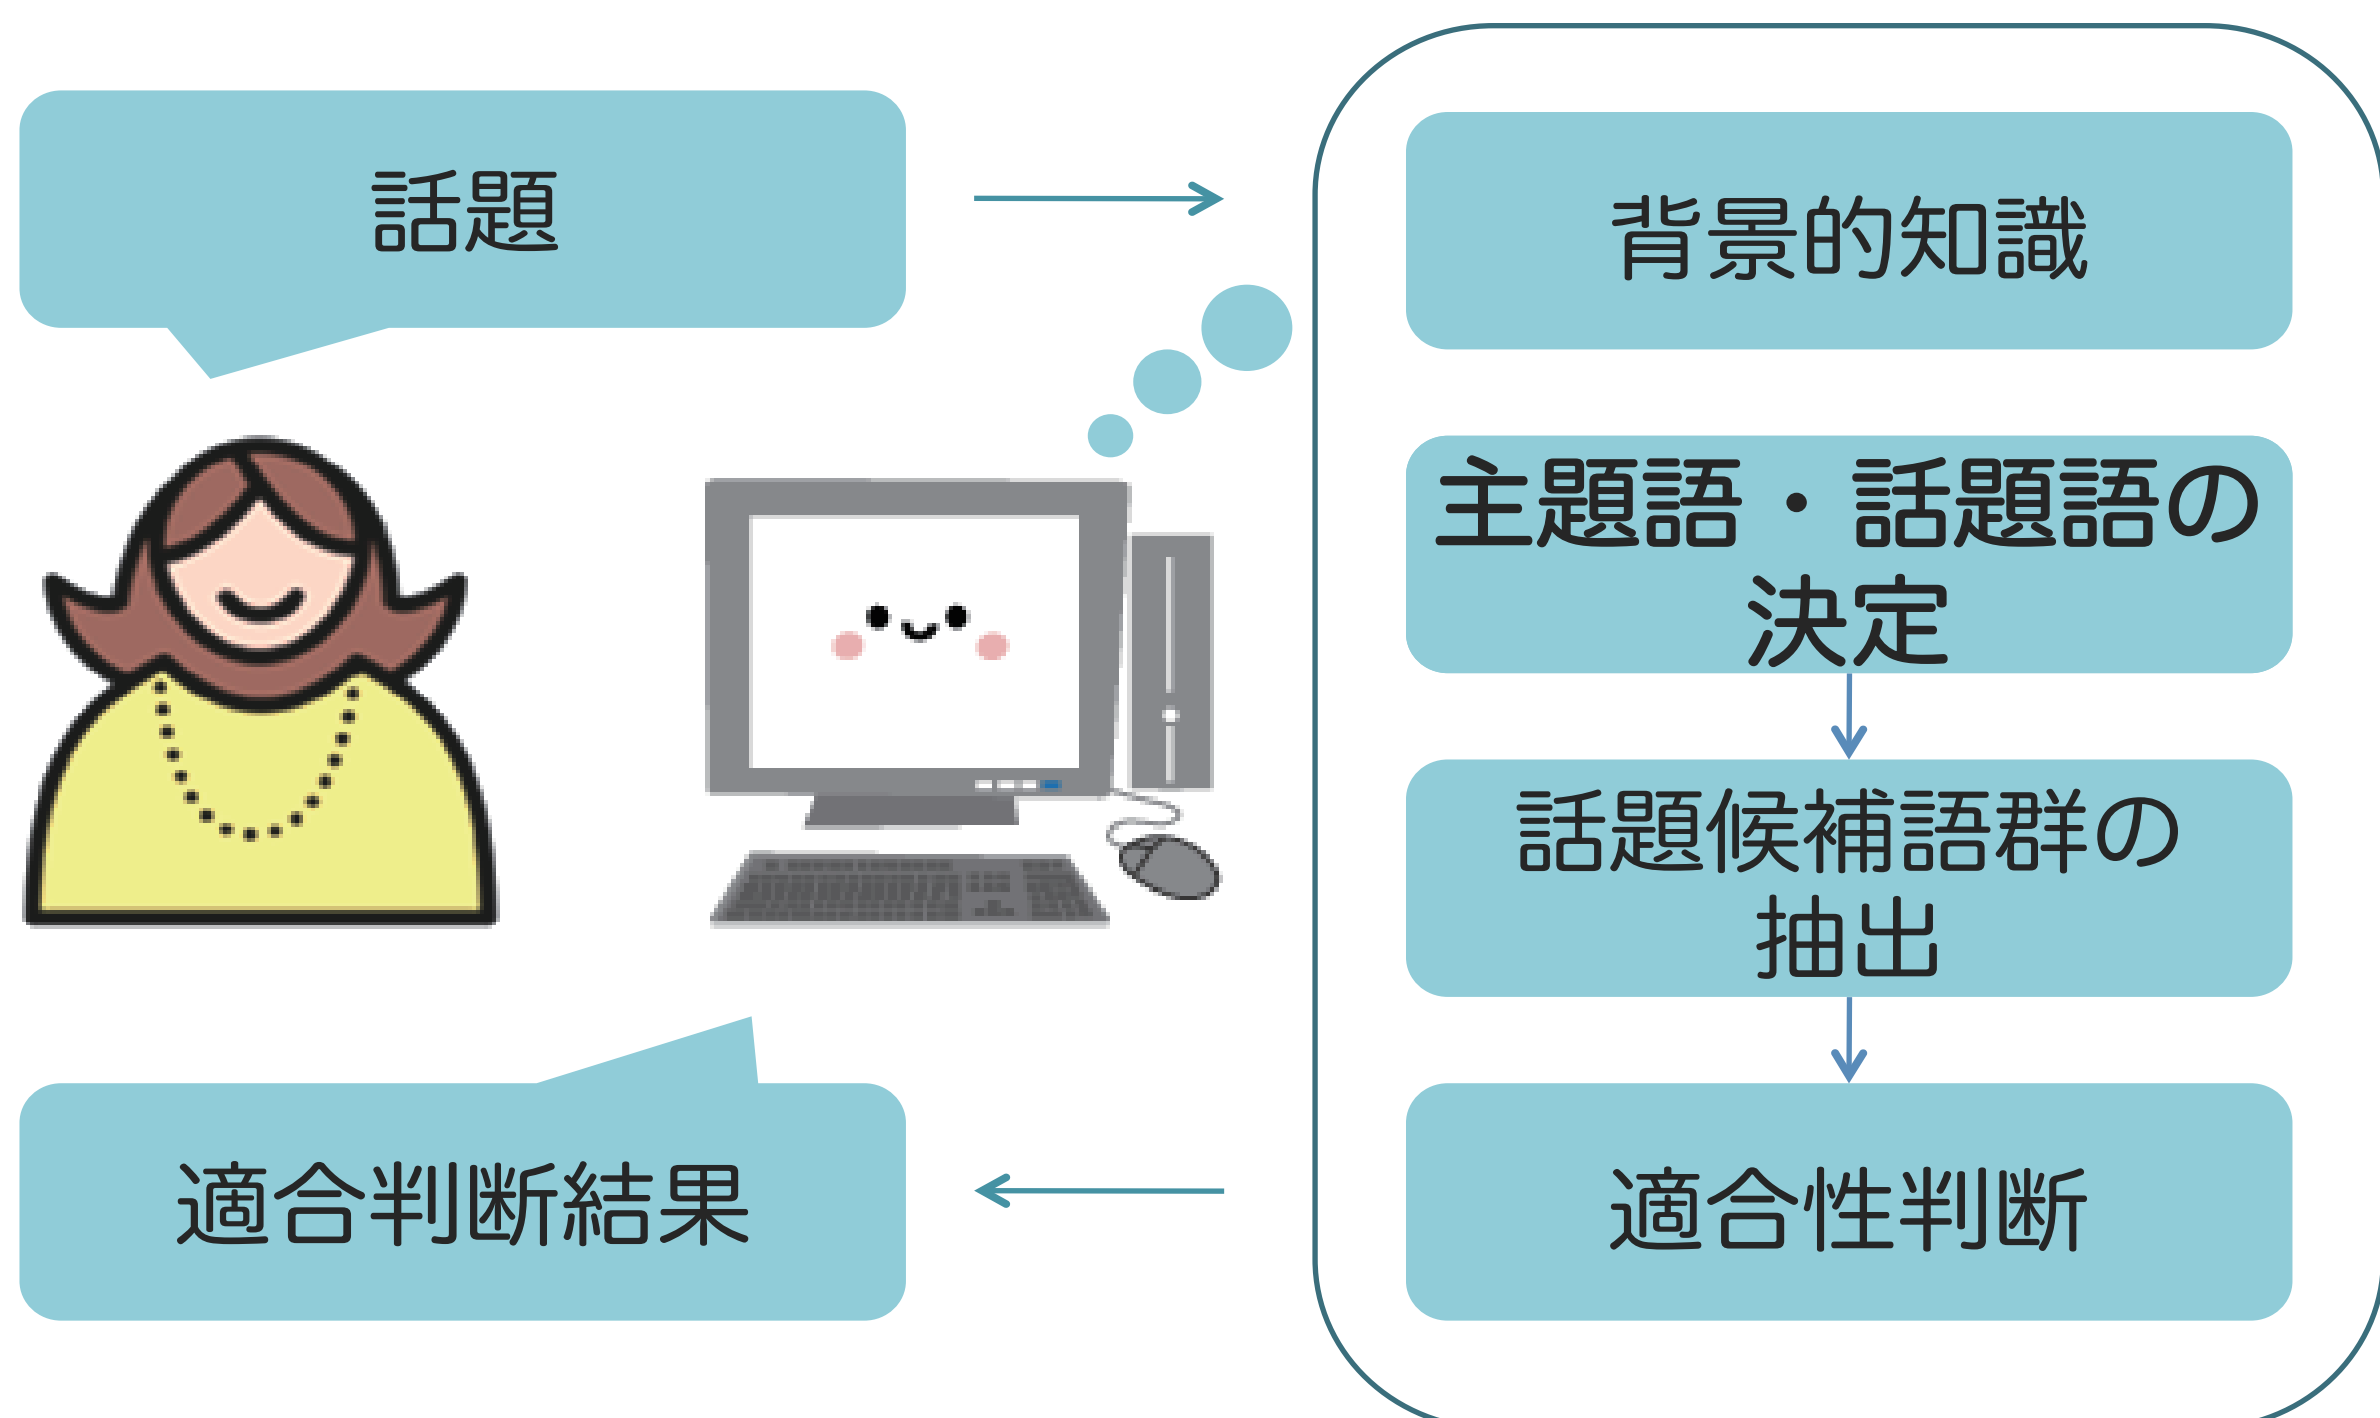 話題
背景的知識
主題語・話題語の
決定
話題候補語群の
抽出
適合性判断
適合判断結果